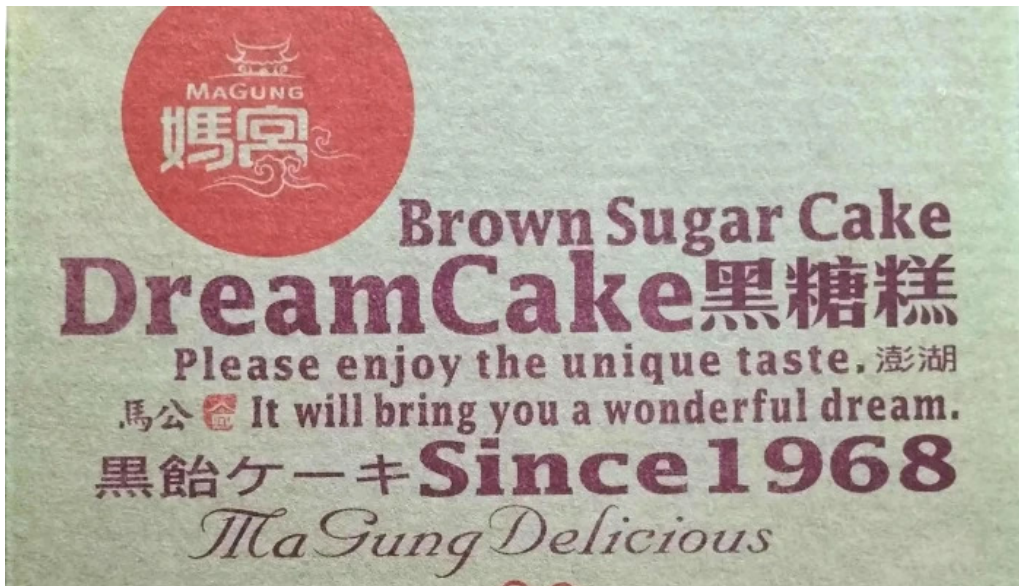 MAGUNG
媽宮
Brown Sugar Cake
DreamCake黑糖糕
Please enjoy the unique taste.澎湖
馬公 It will bring you a wonderful dream.
黒飴ケーキSince1968
MaGung Delicious